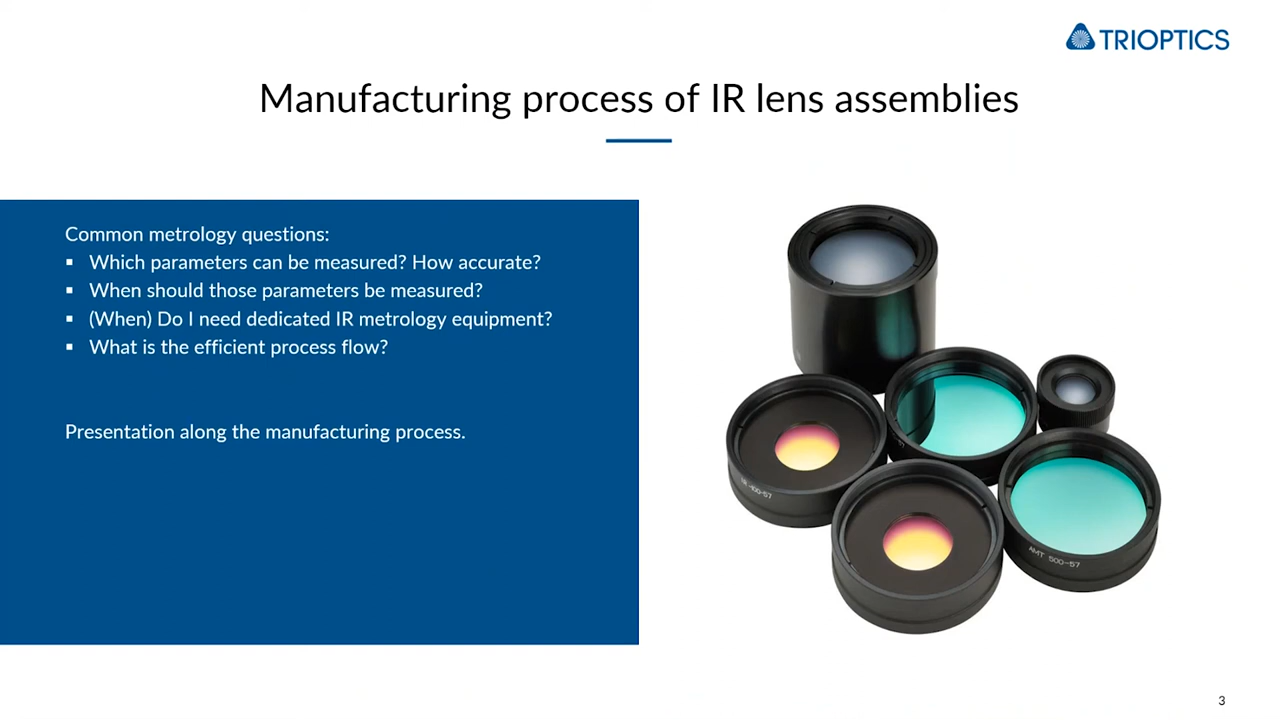 TRIOPTICS
Manufacturing process of IR lens assemblies
Common metrology questions:
▪ Which parameters can be measured? How accurate?
▪ When should those parameters be measured?
▪ (When) Do I need dedicated IR metrology equipment?
▪ What is the efficient process flow?
Presentation along the manufacturing process.
AMT 500-57
3